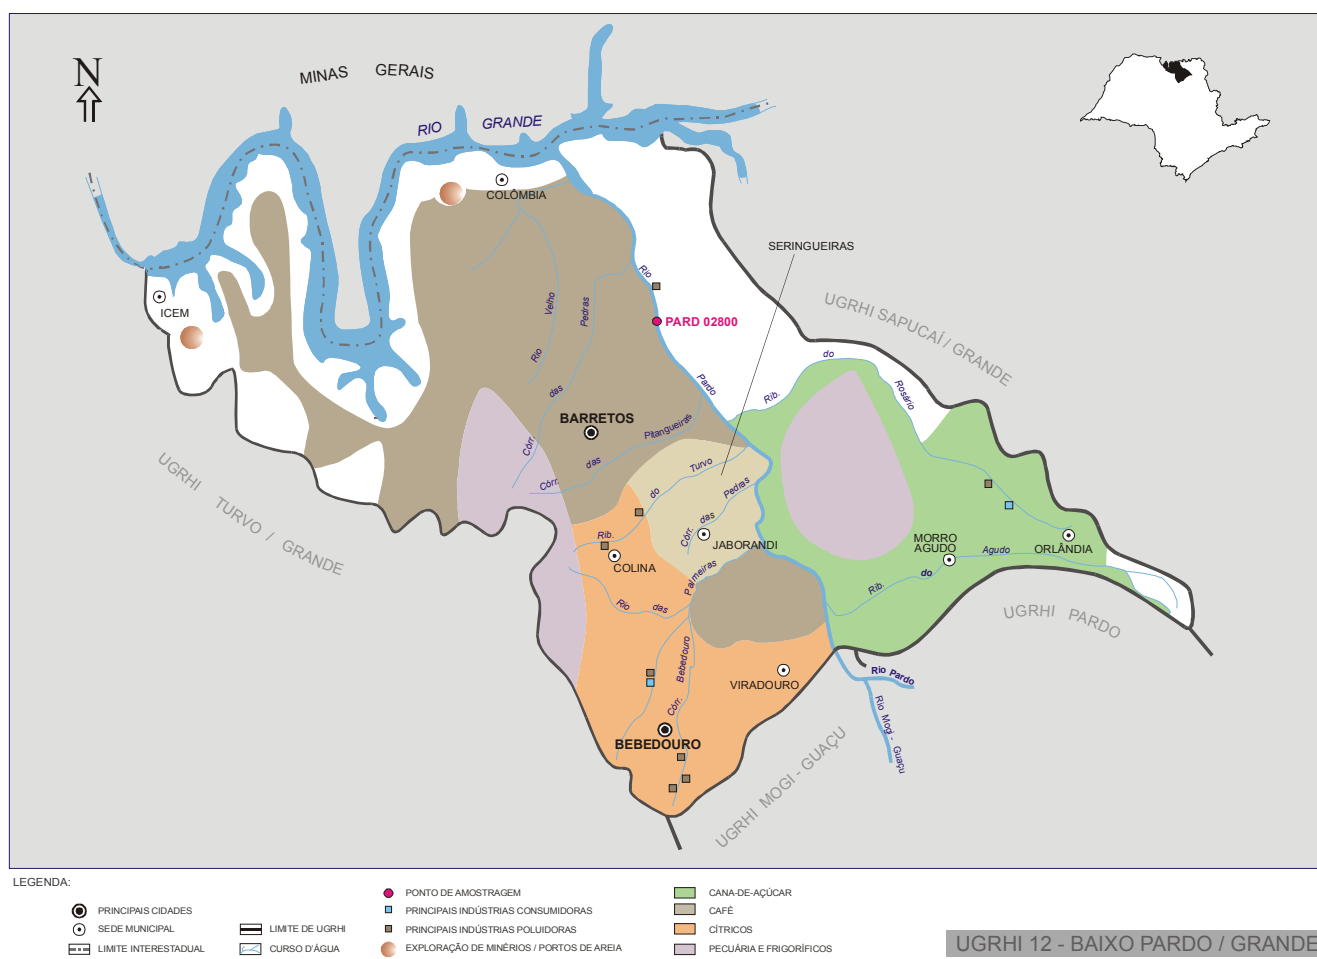 N
MINAS GERAIS
RIO GRANDE
COLÔMBIA
SERINGUEIRAS
ICEM
Rio
Velho
Rio
Pedras
das
Córr.
Rio
PARD 02800
Pardo
UGRHI SAPUCAÍ / GRANDE
Rib.
do
Rosário
BARRETOS
Pitangueiras
das
Córr.
UGRHI TURVO / GRANDE
Turvo
do
Rib.
Pedras
das
Córr.
JABORANDI
COLINA
MORRO
AGUDO
Agudo
do
Rib.
ORLÂNDIA
Palmeiras
das
Rio
UGRHI PARDO
Bebedouro
Córr.
VIRADOURO
Rio Pardo
Rio Mogi - Guaçu
BEBEDOURO
UGRHI MOGI - GUAÇU
LEGENDA:
PRINCIPAIS CIDADES
SEDE MUNICIPAL
LIMITE INTERESTADUAL
LIMITE DE UGRHI
CURSO D'ÁGUA
PONTO DE AMOSTRAGEM
PRINCIPAIS INDÚSTRIAS CONSUMIDORAS
PRINCIPAIS INDÚSTRIAS POLUIDORAS
EXPLORAÇÃO DE MINÉRIOS / PORTOS DE AREIA
CANA-DE-AÇÚCAR
CAFÉ
CÍTRICOS
PECUÁRIA E FRIGORÍFICOS
UGRHI 12 - BAIXO PARDO / GRANDE